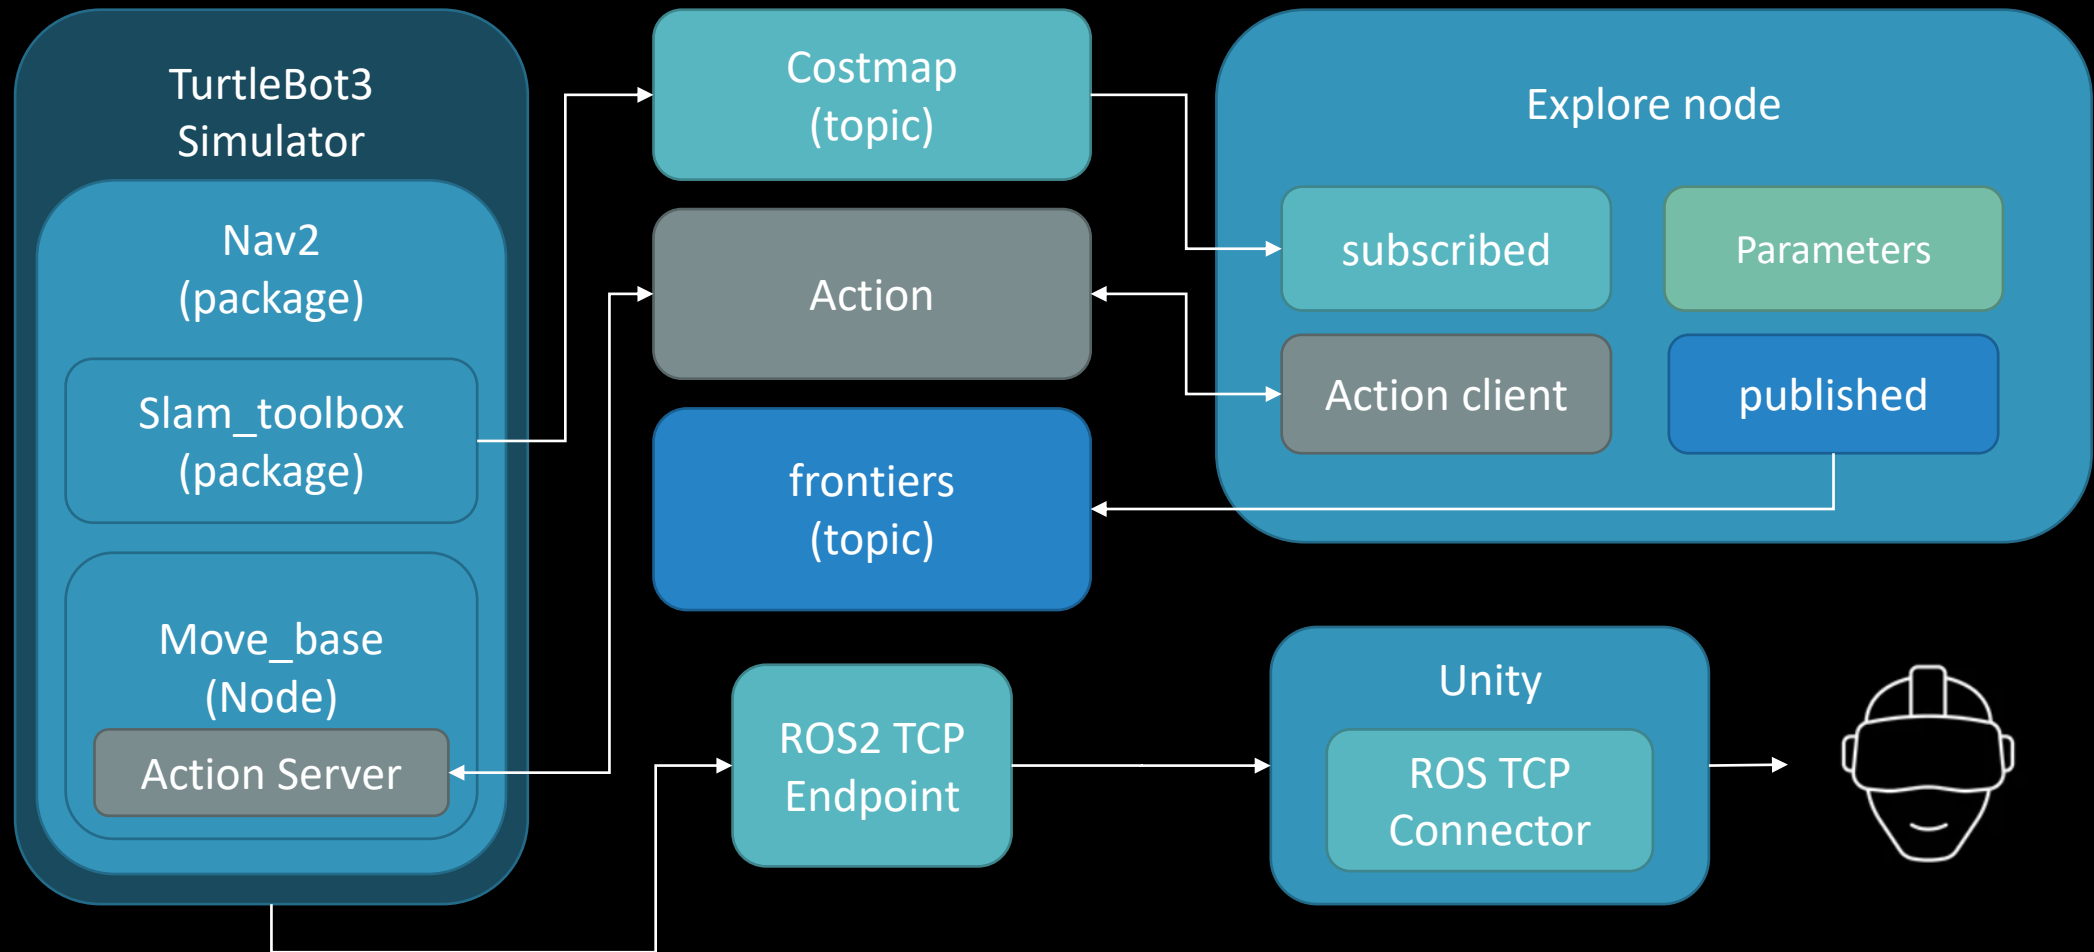 TurtleBot3
Simulator
Nav2
(package)
Slam_toolbox
(package)
Move_base
(Node)
Action Server
Costmap
(topic)
Action
frontiers
(topic)
Explore node
subscribed
Parameters
Action client
published
ROS2 TCP
Endpoint
Unity
ROS TCP
Connector